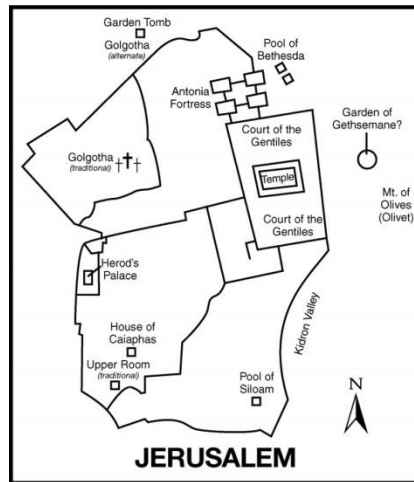 Garden Tomb
Golgotha
(alternate)
Pool of
Bethesda
Antonia
Fortress
Garden of
Gethsemane?
Court of the
Gentiles
Golgotha
(traditional)
Temple
Mt. of
Olives
(Olivet)
Court of the
Gentiles
Herod's
Palace
Kidron Valley
House of
Caiaphas
Upper Room
(traditional)
Pool of
Siloam
N
JERUSALEM